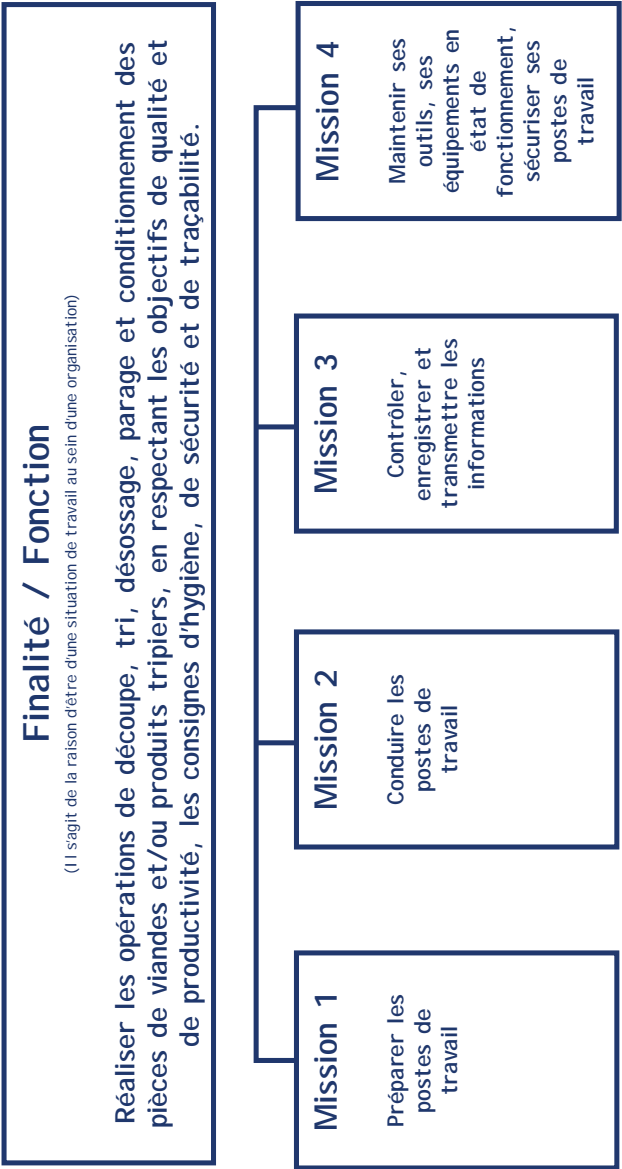 Finalité / Fonction
(Il s'agit de la raison d'être d'une situation de travail au sein d'une organisation)
Réaliser les opérations de découpe, tri, désossage, parage et conditionnement des
pièces de viandes et/ou produits tripiers, en respectant les objectifs de qualité et
de productivité, les consignes d'hygiène, de sécurité et de traçabilité.
Mission 1
Préparer les
postes de
travail
Mission 2
Conduire les
postes de
travail
Mission 3
Contrôler,
enregistrer et
transmettre les
informations
Mission 4
Maintenir ses
outils, ses
équipements en
état de
fonctionnement,
sécuriser ses
postes de
travail